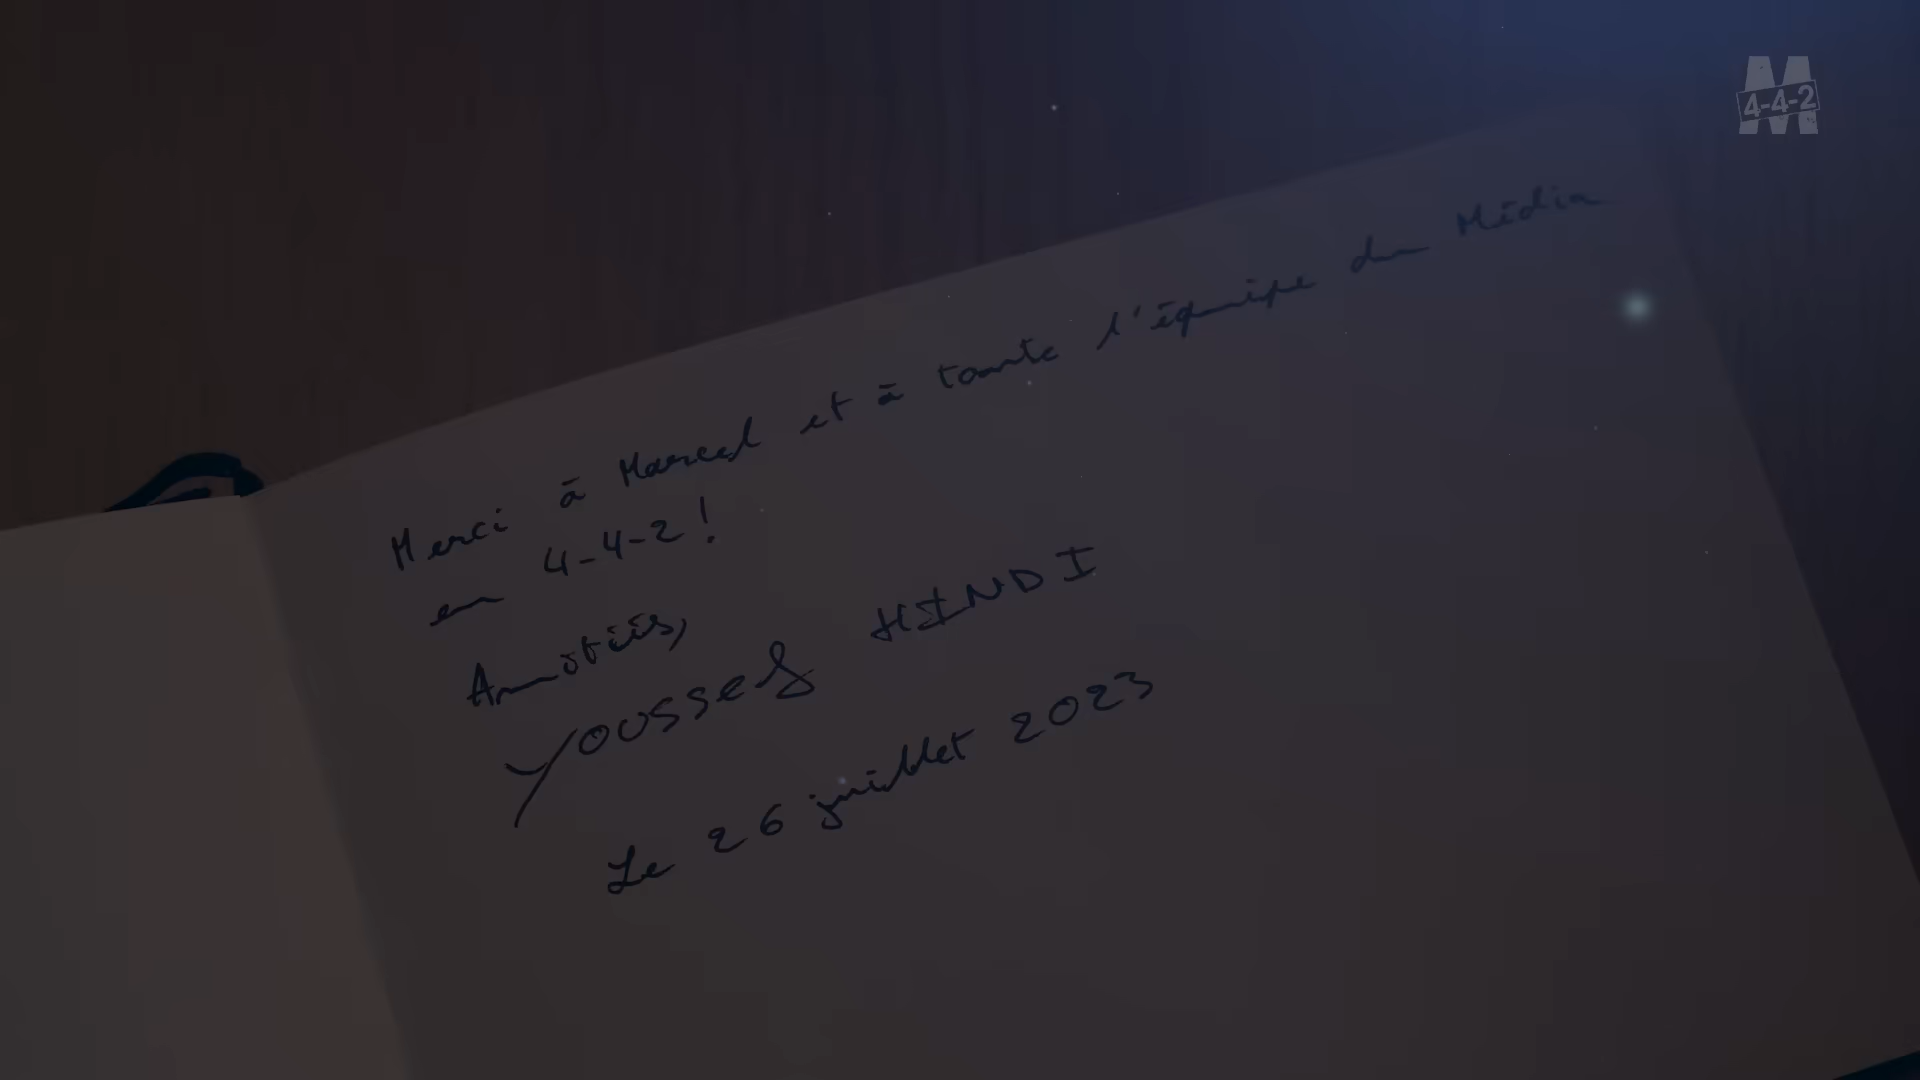 M
4-4-2
Merci à Marcel et à toute l'équipe du Média
en 4-4-2!
Amitiés,
Youssef HINDI
Le 26 juillet 2023